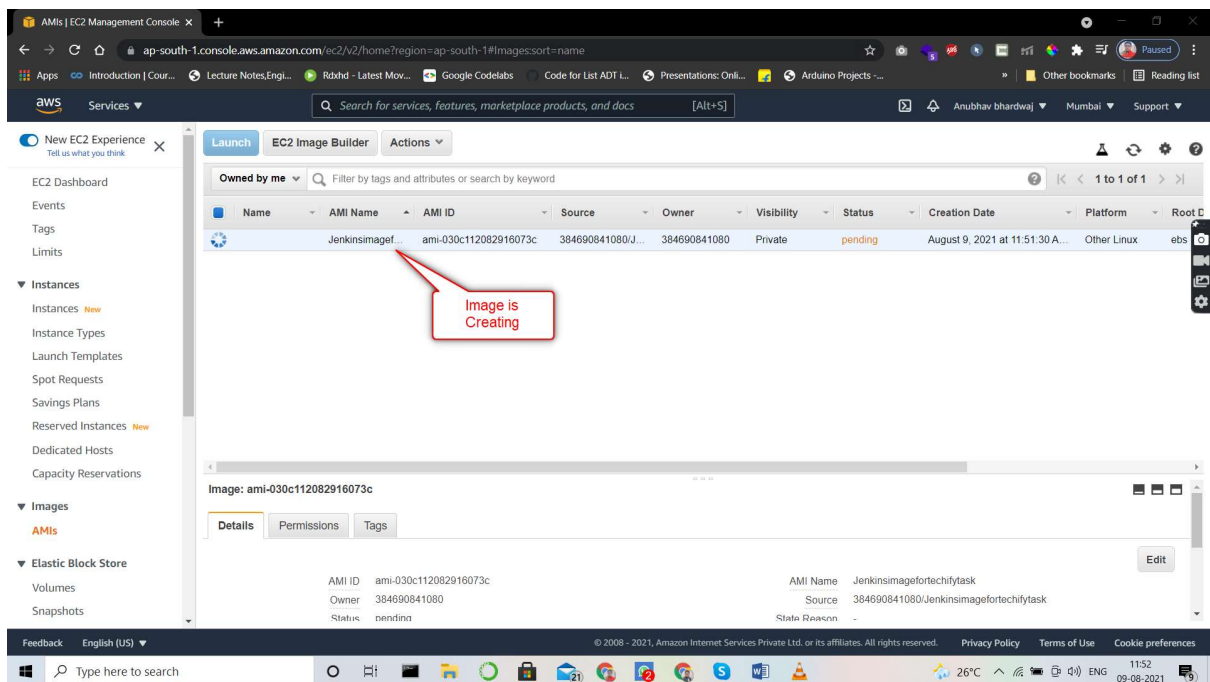 AMIs | EC2 Management Console
ap-south-1.console.aws.amazon.com/ec2/v2/home?region=ap-south-1#Images:sort=name
Paused
Apps Introduction | Cour... Lecture Notes,Engi... Rdxhd - Latest Mov... Google Codelabs Code for List ADT i... Presentations: Onli... Arduino Projects -... » Other bookmarks Reading list
aws Services ▼ Search for services, features, marketplace products, and docs [Alt+S] Anubhav bhardwaj ▼ Mumbai ▼ Support ▼
New EC2 Experience
Tell us what you think
Launch EC2 Image Builder Actions
Owned by me Filter by tags and attributes or search by keyword 1 to 1 of 1
Name AMI Name AMI ID Source Owner Visibility Status Creation Date Platform Root D
Jenkinsimagef... ami-030c112082916073c 384690841080/J... 384690841080 Private pending August 9, 2021 at 11:51:30 A... Other Linux ebs
Image is
Creating
EC2 Dashboard
Events
Tags
Limits
Instances
Instances New
Instance Types
Launch Templates
Spot Requests
Savings Plans
Reserved Instances New
Dedicated Hosts
Capacity Reservations
Images
AMIs
Elastic Block Store
Volumes
Snapshots
Image: ami-030c112082916073c
Details Permissions Tags
Edit
AMI ID ami-030c112082916073c AMI Name Jenkinsimagefortechifytask
Owner 384690841080 Source 384690841080/Jenkinsimagefortechifytask
Status pending State Reason -
Feedback English (US) ▼ © 2008 - 2021, Amazon Internet Services Private Ltd. or its affiliates. All rights reserved. Privacy Policy Terms of Use Cookie preferences
Type here to search 21 2 26°C ENG 11:52
09-08-2021